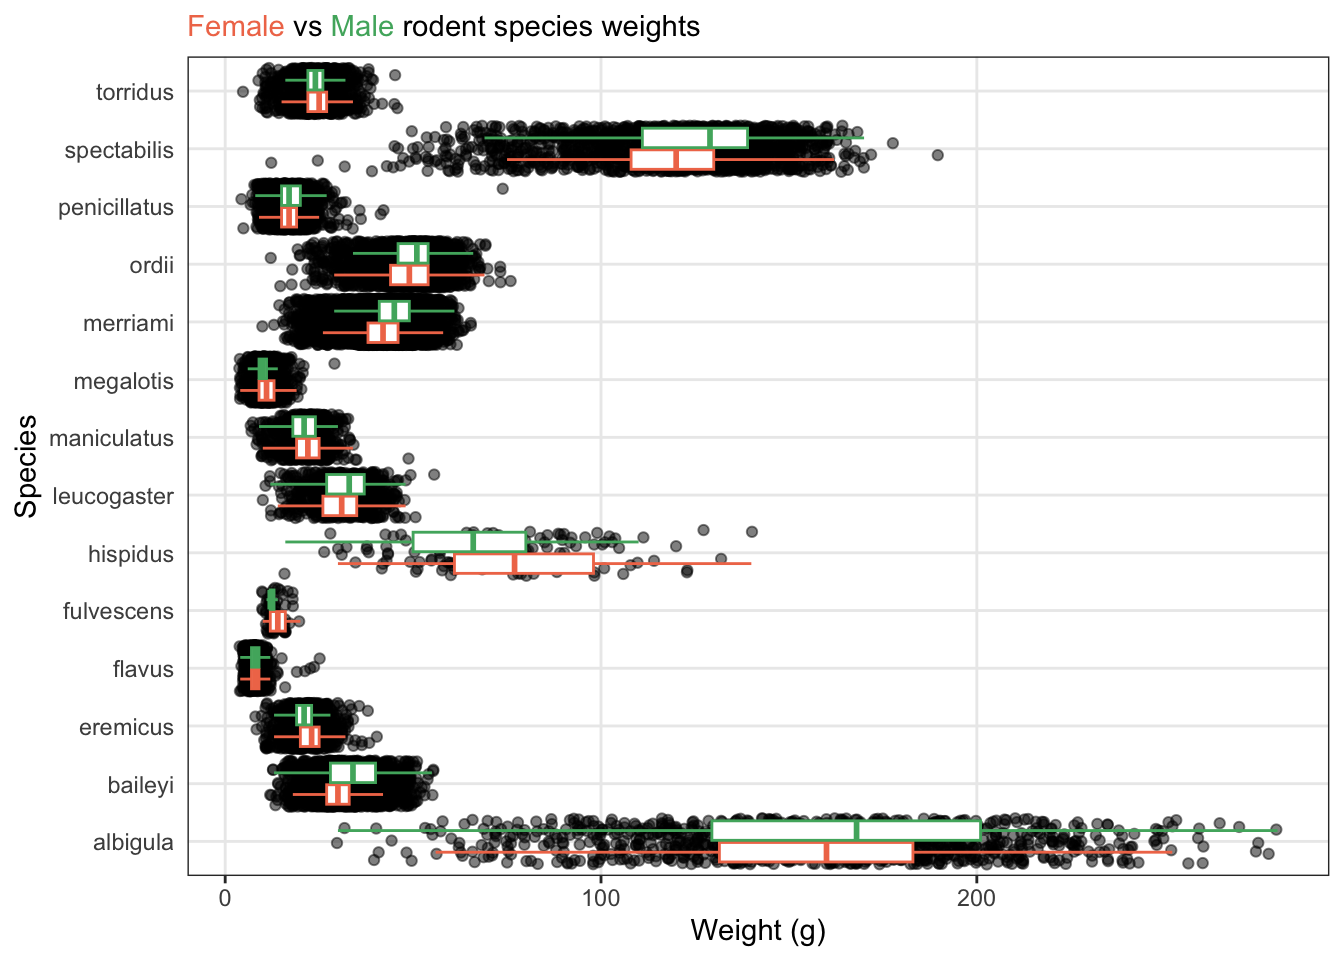 Female vs Male rodent species weights
torridus
spectabilis
penicillatus
ordii
merriami
megalotis
maniculatus
leucogaster
hispidus
fulvescens
flavus
eremicus
baileyi
albigula
Species
0 100 200
Weight (g)